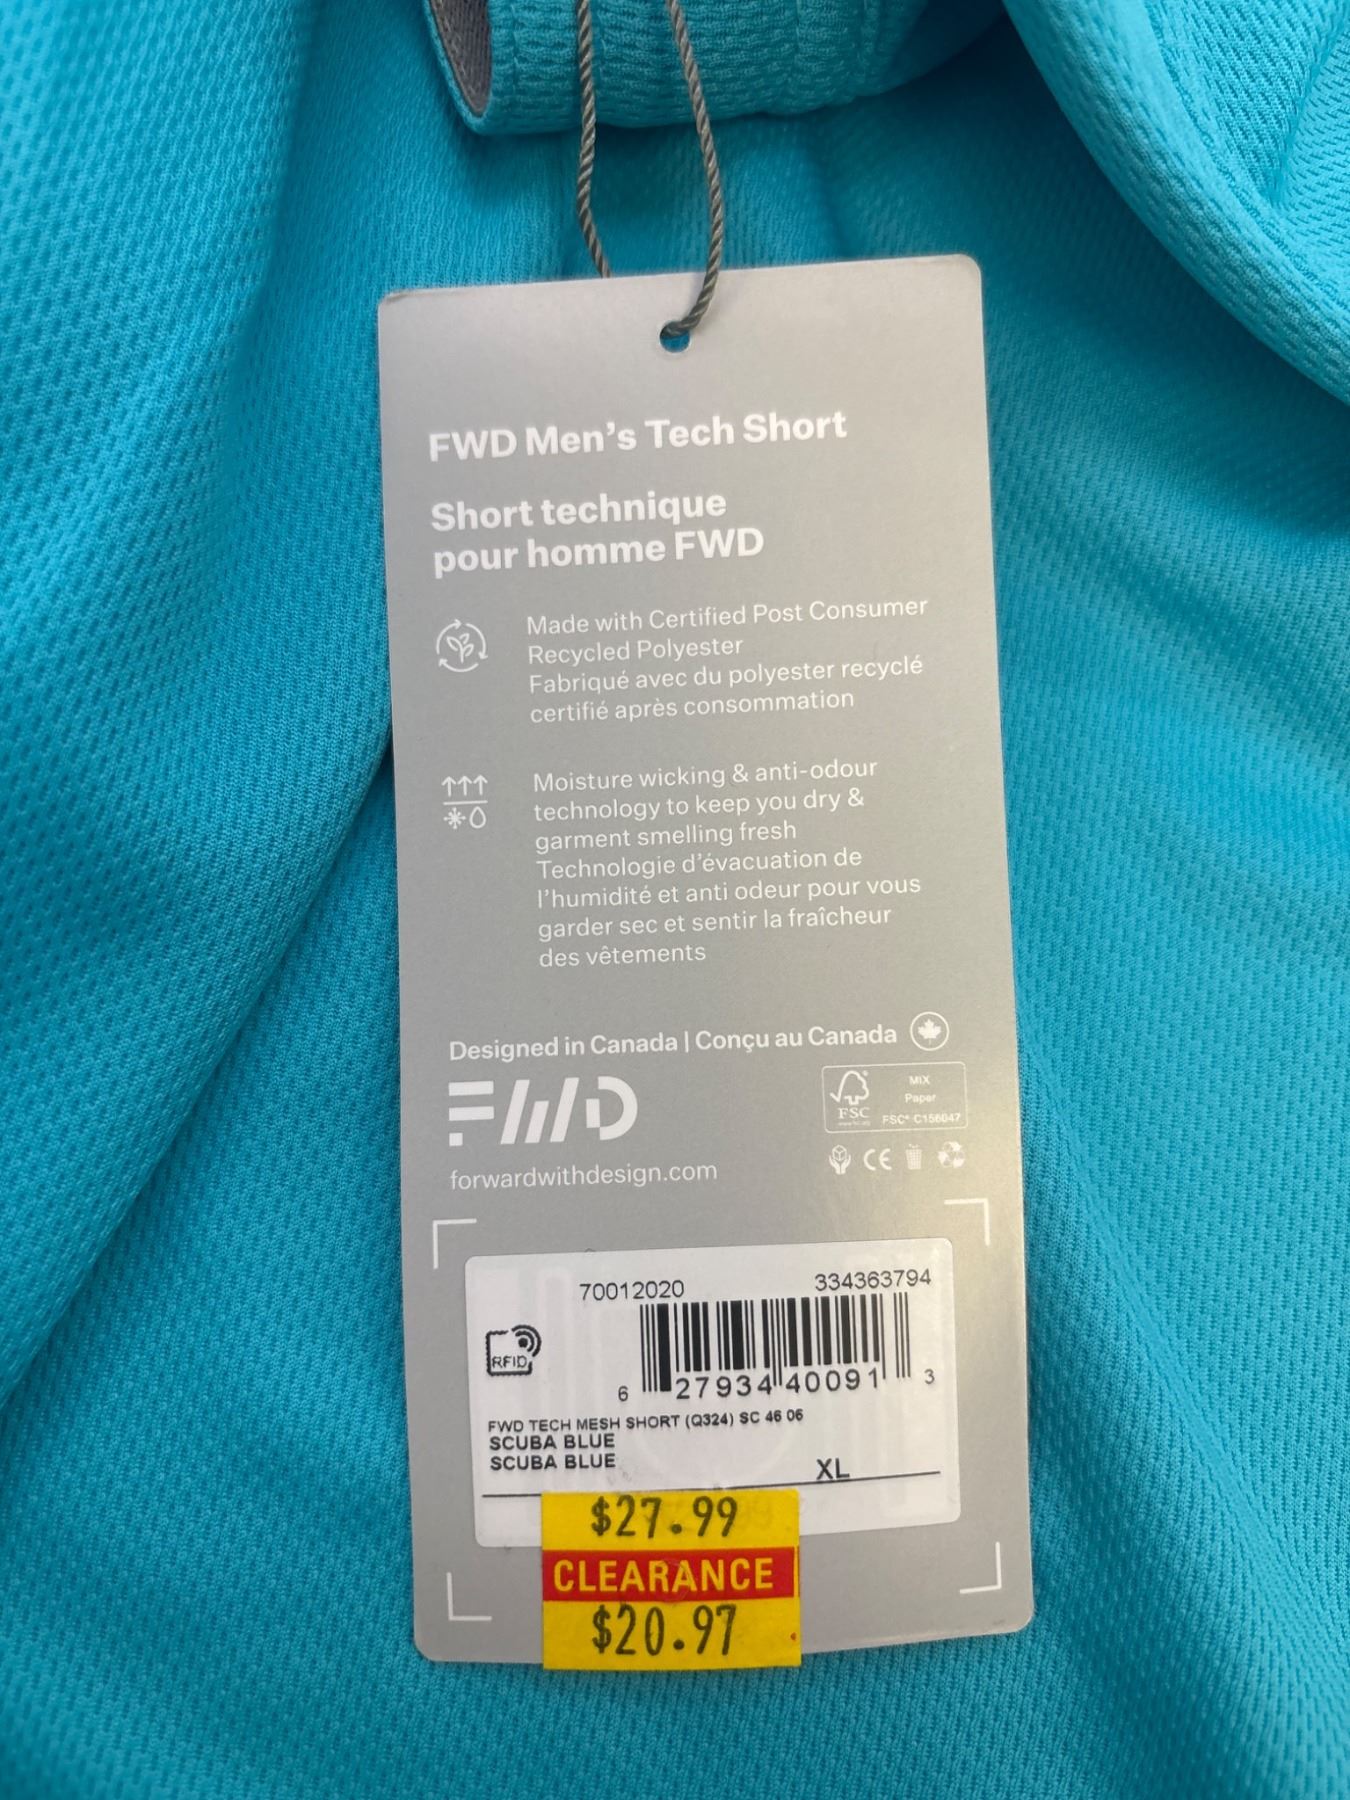 FWD Men's Tech Short
Short technique
pour homme FWD
Made with Certified Post Consumer
Recycled Polyester
Fabriqué avec du polyester recyclé
certifié après consommation
Moisture wicking & anti-odour
technology to keep you dry &
garment smelling fresh
Technologie d'évacuation de
l'humidité et anti odeur pour vous
garder sec et sentir la fraîcheur
des vêtements
Designed in Canada | Conçu au Canada
FWD
MIX
Paper
FSC
FSC® C156047
CE
forwardwithdesign.com
70012020 334363794
RFID
6 27934 40091 3
FWD TECH MESH SHORT (Q324) SC 46 06
SCUBA BLUE
SCUBA BLUE
XL
$27.99
CLEARANCE
$20.97